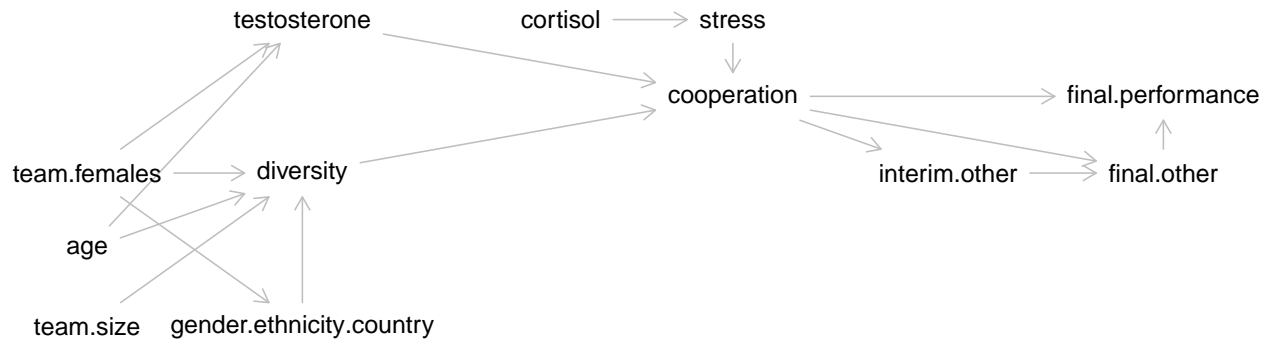 testosterone cortisol stress
cooperation final.performance
team.females diversity interim.other final.other
age
team.size gender.ethnicity.country